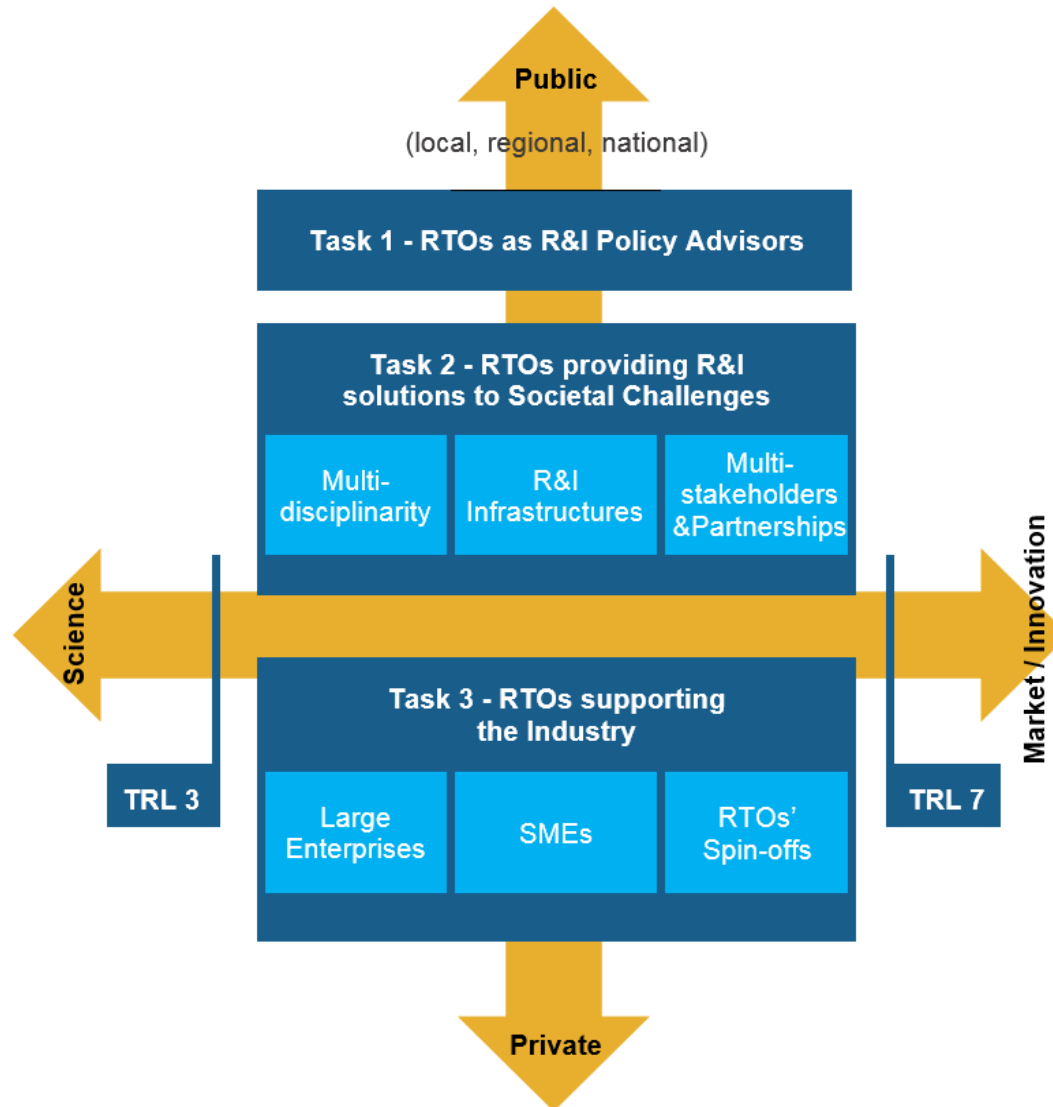 Public
(local, regional, national)
Task 1 - RTOs as R&I Policy Advisors
Task 2 - RTOs providing R&I
solutions to Societal Challenges
Multi-
disciplinarity
R&I
Infrastructures
Multi-
stakeholders
&Partnerships
Science
Market / Innovation
Task 3 - RTOs supporting
the Industry
TRL 3
TRL 7
Large
Enterprises
SMEs
RTOs’
Spin-offs
Private